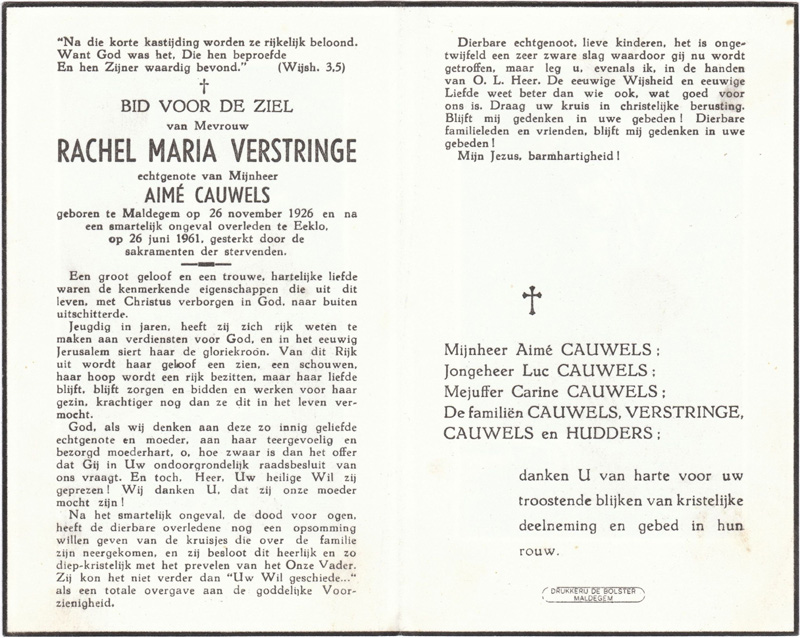 "Na die korte kastijding worden ze rijkelijk beloond.
Want God was het, Die hen beproefde
En hen Zijner waardig bevond." (Wijsh. 3,5)
†
BID VOOR DE ZIEL
van Mevrouw
RACHEL MARIA VERSTRINGE
echtgenote van Mijnheer
AIMÉ CAUWELS
geboren te Maldegem op 26 november 1926 en na
een smartelijk ongeval overleden te Eeklo,
op 26 juni 1961, gesterkt door de
sakramenten der stervenden.
Een groot geloof en een trouwe, hartelijke liefde
waren de kenmerkende eigenschappen die uit dit
leven, met Christus verborgen in God, naar buiten
uitschitterde.
Jeugdig in jaren, heeft zij zich rijk weten te
maken aan verdiensten voor God, en in het eeuwig
Jerusalem siert haar de gloriekroon. Van dit Rijk
uit wordt haar geloof een zien, een schouwen,
haar hoop wordt een rijk bezitten, maar haar liefde
blijft, blijft zorgen en bidden en werken voor haar
gezin, krachtiger nog dan ze dit in het leven ver-
mocht.
God, als wij denken aan deze zo innig geliefde
echtgenote en moeder, aan haar teergevoelig en
bezorgd moederhart, o, hoe zwaar is dan het offer
dat Gij in Uw ondoorgrondelijk raadsbesluit van
ons vraagt. En toch, Heer, Uw heilige Wil zij
geprezen! Wij danken U, dat zij onze moeder
mocht zijn!
Na het smartelijk ongeval, de dood voor ogen,
heeft de dierbare overledene nog een opsomming
willen geven van de kruisjes die over de familie
zijn neergekomen, en zij besloot dit heerlijk en zo
diep-kristelijk met het prevelen van het Onze Vader.
Zij kon het niet verder dan "Uw Wil geschiede..."
als een totale overgave aan de goddelijke Voor-
zienigheid.
Dierbare echtgenoot, lieve kinderen, het is onge-
twijfeld een zeer zware slag waardoor gij nu wordt
getroffen, maar leg u, evenals ik, in de handen
van O. L. Heer. De eeuwige Wijsheid en eeuwige
Liefde weet beter dan wie ook, wat goed voor
ons is. Draag uw kruis in christelijke berusting.
Blijft mij gedenken in uwe gebeden! Dierbare
familieleden en vrienden, blijft mij gedenken in uwe
gebeden!
Mijn Jezus, barmhartigheid!
Mijnheer Aimé CAUWELS;
Jongeheer Luc CAUWELS;
Mejuffer Carine CAUWELS;
De familiën CAUWELS, VERSTRINGE,
CAUWELS en HUDDERS;
danken U van harte voor uw
troostende blijken van kristelijke
deelneming en gebed in hun
rouw.
DRUKKERIJ DE BOLSTER
MALDEGEM